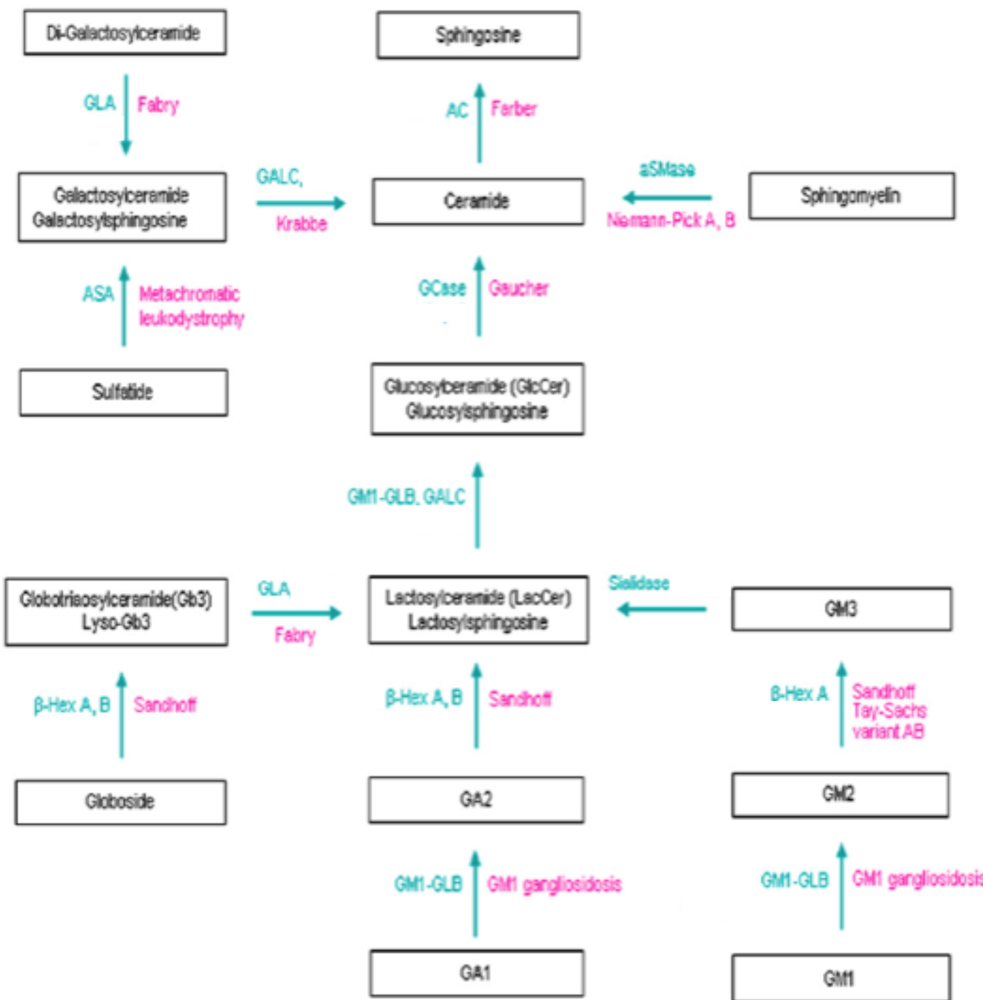 Di-Galactosylceramide
Sphingosine
GLA
Fabry
AC
Farber
Galactosylceramide
Galactosylsphingosine
GALC,
Krabbe
Ceramide
aSMase
Niemann-Pick A, B
Sphingomyelin
ASA
Metachromatic
leukodystrophy
GCase
Gaucher
Sulfatide
Glucosylceramide (GlcCer)
Glucosylsphingosine
GM1-GLB, GALC
Globotriaosylceramide(Gb3)
Lyso-Gb3
GLA
Fabry
Lactosylceramide (LacCer)
Lactosylsphingosine
Sialidase
GM3
β-Hex A, B
Sandhoff
β-Hex A, B
Sandhoff
β-Hex A
Sandhoff
Tay-Sachs
variant AB
Globoside
GA2
GM2
GM1-GLB
GM1 gangliosidosis
GM1-GLB
GM1 gangliosidosis
GA1
GM1